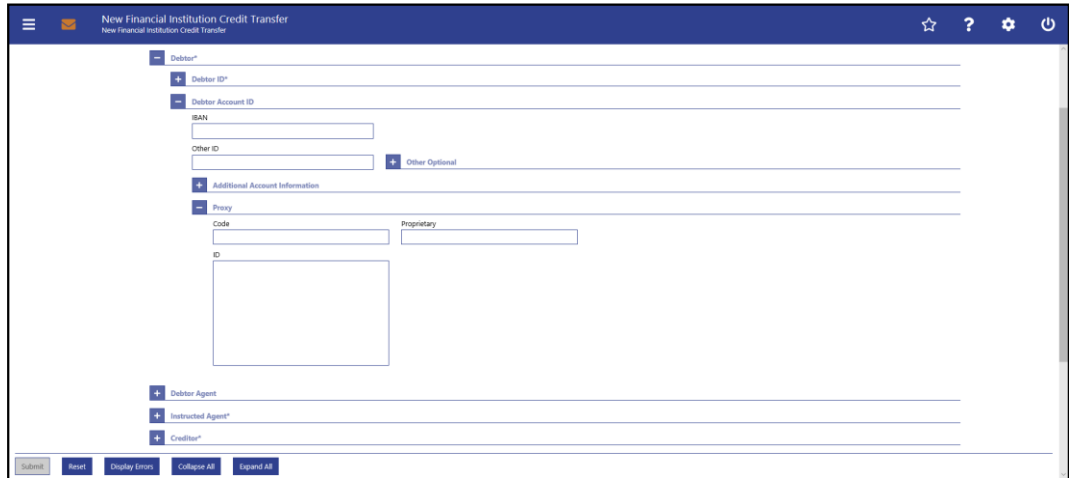 New Financial Institution Credit Transfer
New Financial Institution Credit Transfer
?
− Debtor*
+ Debtor ID*
− Debtor Account ID
IBAN
Other ID
+ Other Optional
+ Additional Account Information
− Proxy
Code Proprietary
ID
+ Debtor Agent
+ Instructed Agent*
+ Creditor*
Submit Reset Display Errors Collapse All Expand All